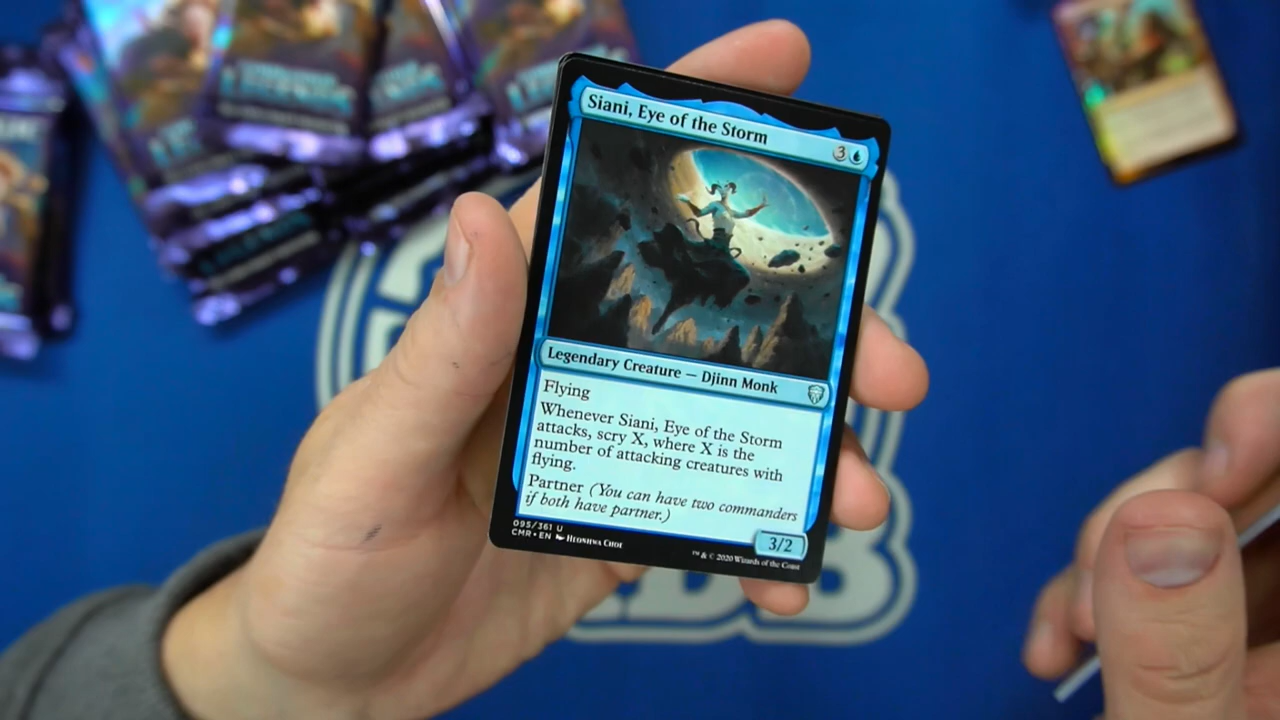 Siani, Eye of the Storm
3
Legendary Creature — Djinn Monk
Flying
Whenever Siani, Eye of the Storm
attacks, scry X, where X is the
number of attacking creatures with
flying.
Partner (You can have two commanders
if both have partner.)
3/2
095/361 U
CMR • EN Heonhwa Choe
™ & © 2020 Wizards of the Coast